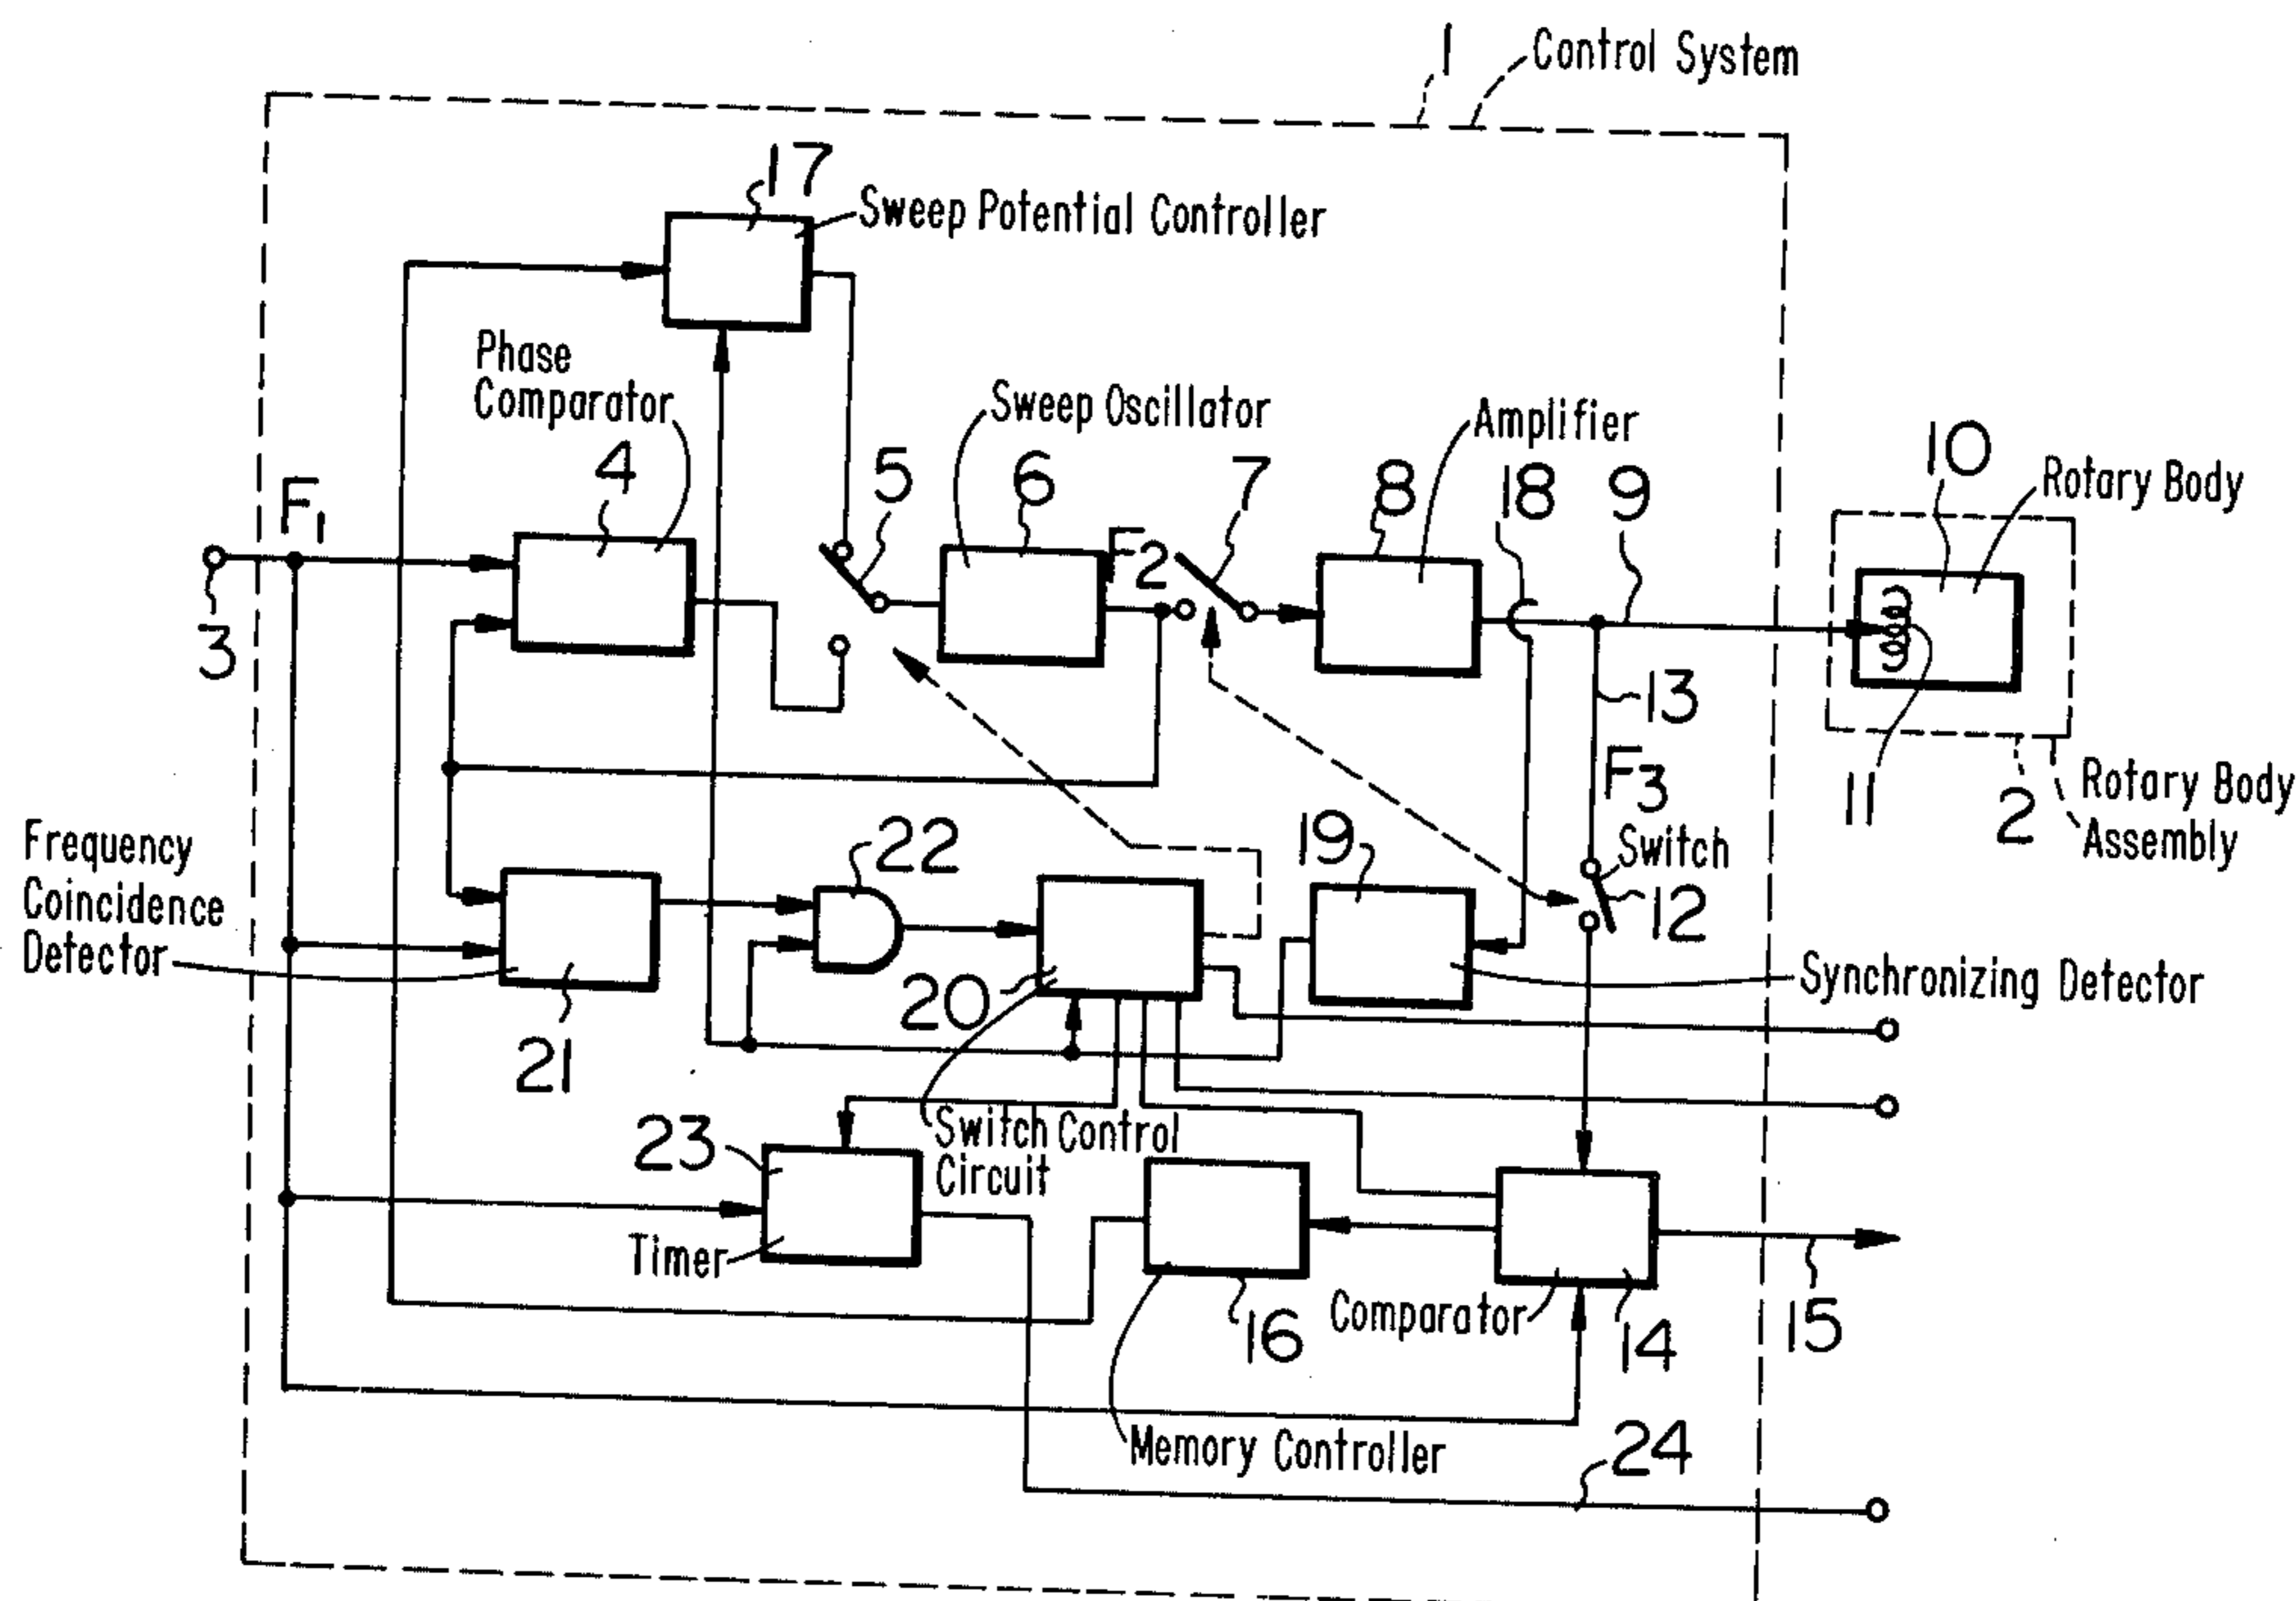 1
Control System
17
Sweep Potential Controller
Phase
Comparator
4
5
Sweep Oscillator
6
7
Amplifier
8
18
9
10
Rotary Body
F1
F2
3
13
F3
11
2
Rotary Body
Assembly
Frequency
Coincidence
Detector
22
19
Switch
12
20
Synchronizing Detector
21
23
Switch Control
Circuit
Timer
Comparator
16
14
15
Memory Controller
24